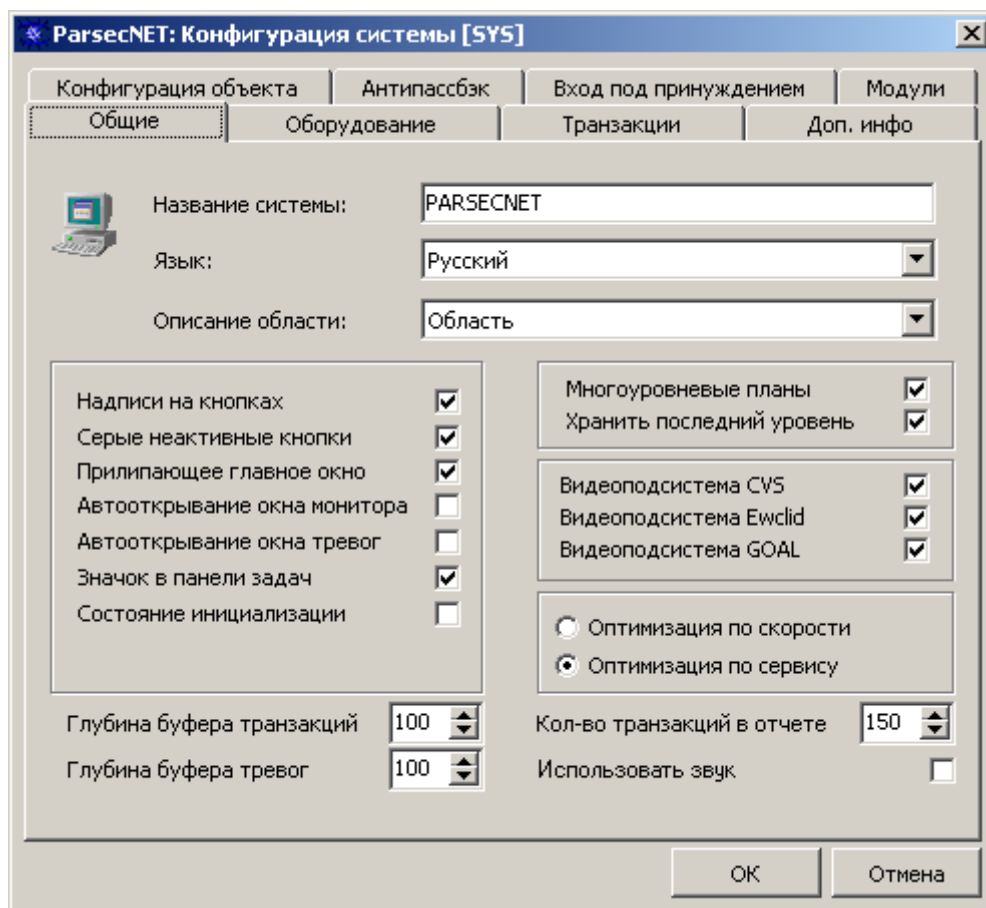 ParsecNET: Конфигурация системы [SYS]
Конфигурация объекта
Антипассбэк
Вход под принуждением
Модули
Общие
Оборудование
Транзакции
Доп. инфо
Название системы:
PARSECNET
Язык:
Русский
Описание области:
Область
Надписи на кнопках
Серые неактивные кнопки
Прилипающее главное окно
Автооткрывание окна монитора
Автооткрывание окна тревог
Значок в панели задач
Состояние инициализации
Многоуровневые планы
Хранить последний уровень
Видеоподсистема CVS
Видеоподсистема Ewclid
Видеоподсистема GOAL
Оптимизация по скорости
Оптимизация по сервису
Глубина буфера транзакций
100
Кол-во транзакций в отчете
150
Глубина буфера тревог
100
Использовать звук
ОК
Отмена